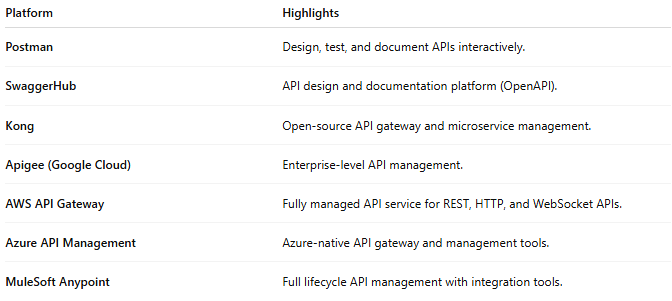 Platform Highlights
Postman Design, test, and document APIs interactively.
SwaggerHub API design and documentation platform (OpenAPI).
Kong Open-source API gateway and microservice management.
Apigee (Google Cloud) Enterprise-level API management.
AWS API Gateway Fully managed API service for REST, HTTP, and WebSocket APIs.
Azure API Management Azure-native API gateway and management tools.
MuleSoft Anypoint Full lifecycle API management with integration tools.